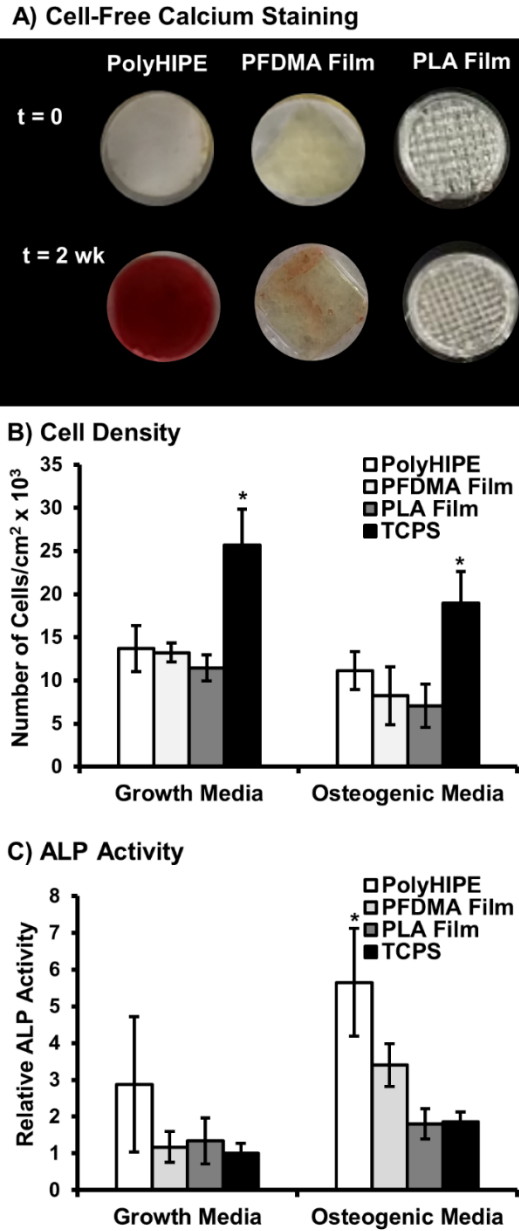 A) Cell-Free Calcium Staining
PolyHIPE PFDMA Film PLA Film
t = 0
t = 2 wk
B) Cell Density
Number of Cells/cm² x 10³
35
30
25
20
15
10
5
0
PolyHIPE
PFDMA Film
PLA Film
TCPS
*
*
Growth Media Osteogenic Media
C) ALP Activity
Relative ALP Activity
8
7
6
5
4
3
2
1
0
PolyHIPE
PFDMA Film
PLA Film
TCPS
*
Growth Media Osteogenic Media